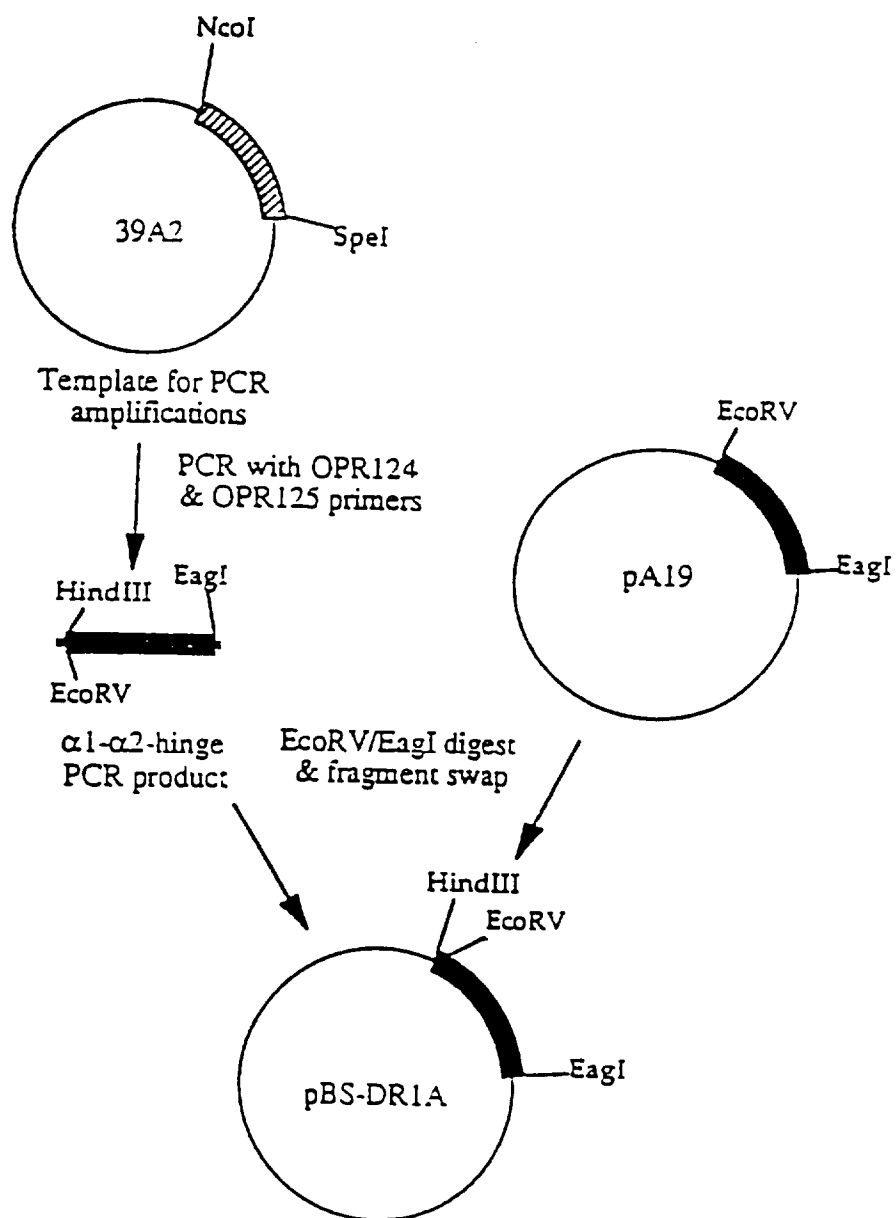 NcoI
39A2
SpeI
Template for PCR
amplifications
PCR with OPR124
& OPR125 primers
EcoRV
pA19
EagI
HindIII
EagI
EcoRV
α1-α2-hinge
PCR product
EcoRV/EagI digest
& fragment swap
HindIII
EcoRV
EagI
pBS-DR1A